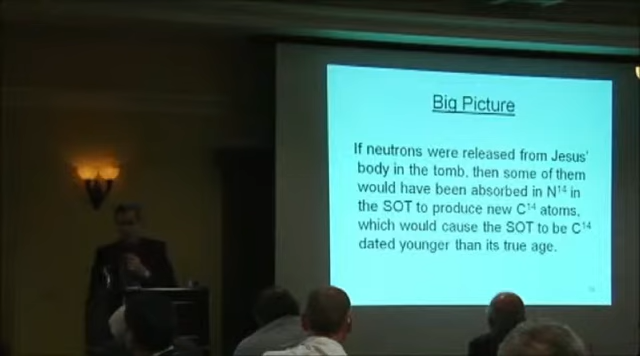 Big Picture
If neutrons were released from Jesus'
body in the tomb, then some of them
would have been absorbed in N¹⁴ in
the SOT to produce new C¹⁴ atoms,
which would cause the SOT to be C¹⁴
dated younger than its true age.